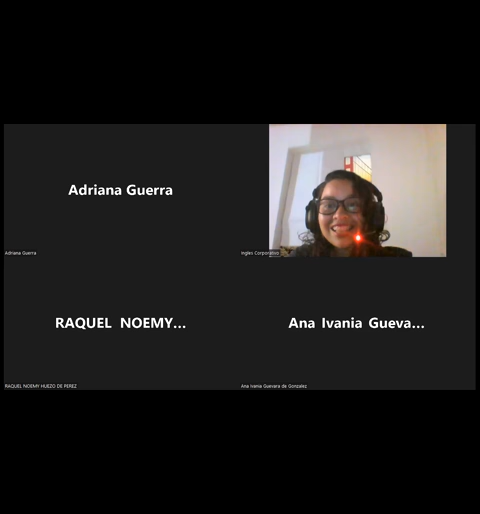 Adriana Guerra
Adriana Guerra
Ingles Corporativo
RAQUEL NOEMY...
Ana Ivania Gueva...
RAQUEL NOEMY HUEZO DE PEREZ
Ana Ivania Guevara de Gonzalez